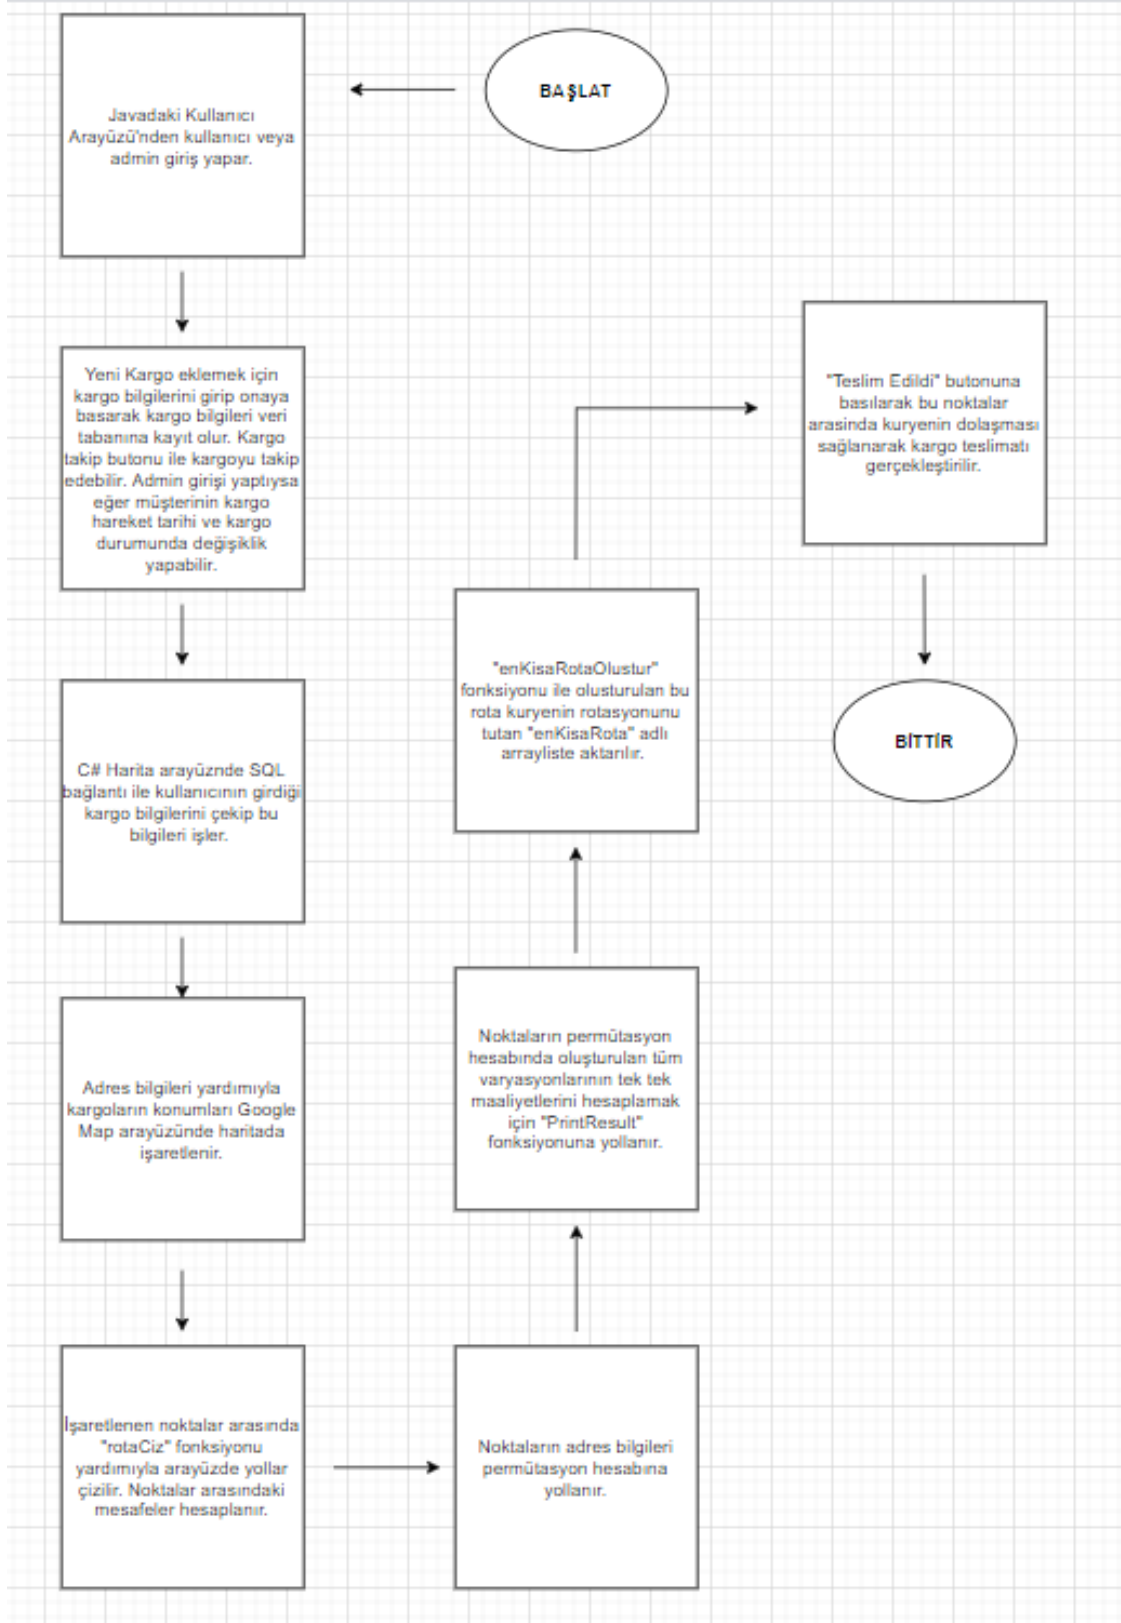 BAŞLAT
Javadaki Kullanıcı
Arayüzü'nden kullanıcı veya
admin giriş yapar.
Yeni Kargo eklemek için
kargo bilgilerini girip onaya
basarak kargo bilgileri veri
tabanına kayıt olur. Kargo
takip butonu ile kargoyu takip
edebilir. Admin girişi yaptıysa
eğer müşterinin kargo
hareket tarihi ve kargo
durumunda değişiklik
yapabilir.
C# Harita arayüznde SQL
bağlantı ile kullanıcının girdiği
kargo bilgilerini çekip bu
bilgileri işler.
Adres bilgileri yardımıyla
kargoların konumları Google
Map arayüzünde haritada
işaretlenir.
İşaretlenen noktalar arasında
"rotaCiz" fonksiyonu
yardımıyla arayüzde yollar
çizilir. Noktalar arasındaki
mesafeler hesaplanır.
Noktaların adres bilgileri
permütasyon hesabına
yollanır.
Noktaların permütasyon
hesabında oluşturulan tüm
varyasyonlarının tek tek
maaliyetlerini hesaplamak
için "PrintResult"
fonksiyonuna yollanır.
"enKisaRotaOlustur"
fonksiyonu ile olusturulan bu
rota kuryenin rotasyonunu
tutan "enKisaRota" adlı
arrayliste aktarılır.
"Teslim Edildi" butonuna
basılarak bu noktalar
arasinda kuryenin dolaşması
sağlanarak kargo teslimatı
gerçekleştirilir.
BİTTİR